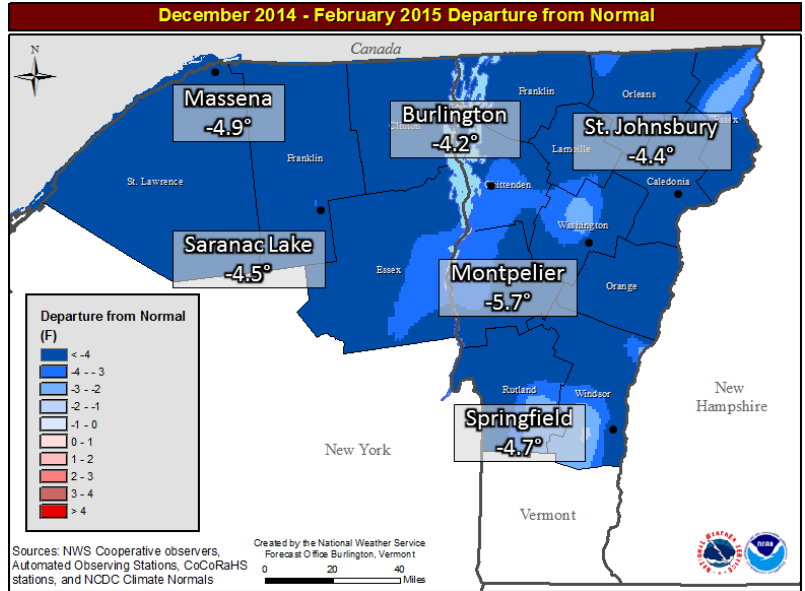 December 2014 - February 2015 Departure from Normal
N
Canada
Massena
-4.9°
Burlington
-4.2°
St. Johnsbury
-4.4°
Saranac Lake
-4.5°
Montpelier
-5.7°
Springfield
-4.7°
St. Lawrence
Franklin
Clinton
Essex
Franklin
Orleans
Essex
Lamoille
Chittenden
Caledonia
Washington
Orange
Rutland
Windsor
New York
Vermont
New
Hampshire
Departure from Normal
(F)
< -4
-4 - -3
-3 - -2
-2 - -1
-1 - 0
0 - 1
1 - 2
2 - 3
3 - 4
> 4
Sources: NWS Cooperative observers,
Automated Observing Stations, CoCoRaHS
stations, and NCDC Climate Normals
Created by the National Weather Service
Forecast Office Burlington, Vermont
0 20 40
Miles
NATIONAL WEATHER SERVICE
NOAA